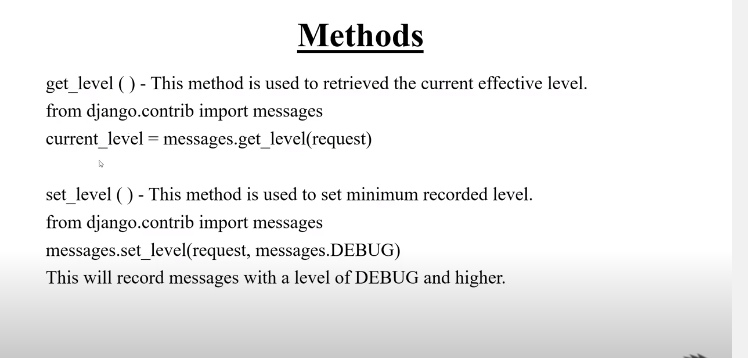 Methods
get_level ( ) - This method is used to retrieved the current effective level.
from django.contrib import messages
current_level = messages.get_level(request)
set_level ( ) - This method is used to set minimum recorded level.
from django.contrib import messages
messages.set_level(request, messages.DEBUG)
This will record messages with a level of DEBUG and higher.